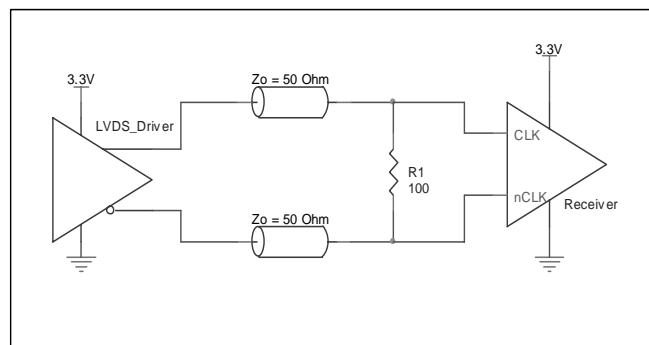 3.3V
LVDS_Driver
Zo = 50 Ohm
R1
100
Zo = 50 Ohm
3.3V
CLK
nCLK
Receiver